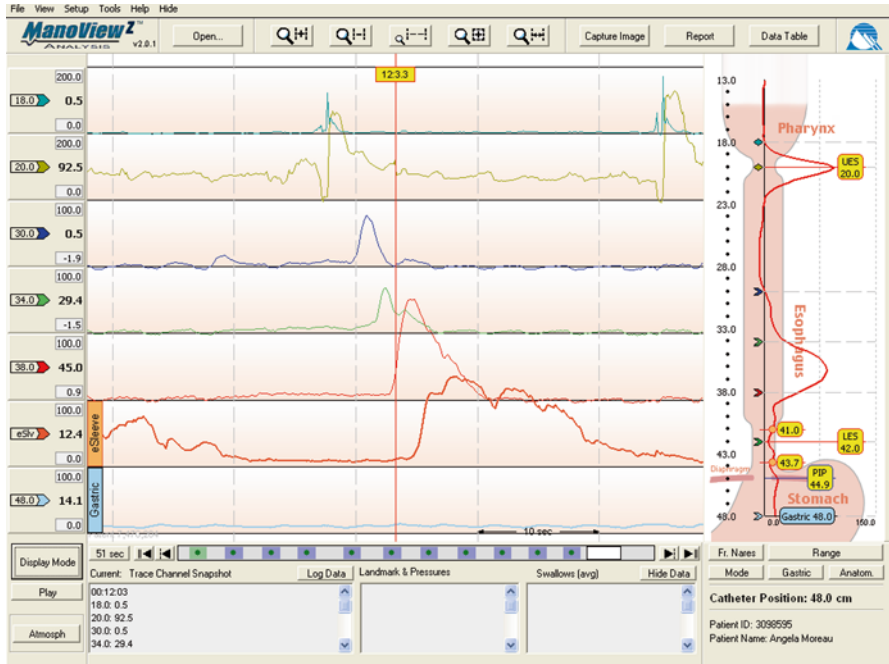 File View Setup Tools Help Hide
ManoView Z™
ANALYSIS v2.0.1
Open...
Capture Image
Report
Data Table
12:3.3
200.0
18.0 0.5
0.0
200.0
20.0 92.5
0.0
100.0
30.0 0.5
-1.9
100.0
34.0 29.4
-1.5
100.0
38.0 45.0
0.9
100.0
eSlv 12.4
0.0
eSleeve
100.0
48.0 14.1
0.0
Gastric
10 sec
13.0
18.0
23.0
28.0
33.0
38.0
43.0
48.0
Pharynx
UES
20.0
Esophagus
41.0
LES
42.0
43.7
Diaphragm
PIP
44.9
Stomach
Gastric 48.0
0.0 160.0
Display Mode
Play
Atmosph
51 sec
Current: Trace Channel Snapshot
Log Data
Landmark & Pressures
Swallows (avg)
Hide Data
00:12:03
18.0: 0.5
20.0: 92.5
30.0: 0.5
34.0: 29.4
Fr. Nares
Range
Mode
Gastric
Anatom.
Catheter Position: 48.0 cm
Patient ID: 3098595
Patient Name: Angela Moreau